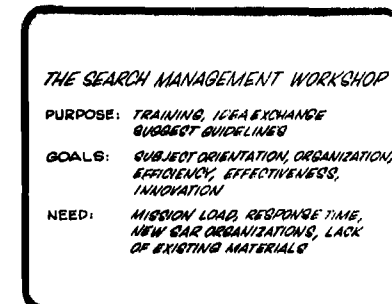 THE SEARCH MANAGEMENT WORKSHOP
PURPOSE: TRAINING, IDEA EXCHANGE
SUGGEST GUIDELINES
GOALS: SUBJECT ORIENTATION, ORGANIZATION,
EFFICIENCY, EFFECTIVENESS,
INNOVATION
NEED: MISSION LOAD, RESPONSE TIME,
NEW SAR ORGANIZATIONS, LACK
OF EXISTING MATERIALS